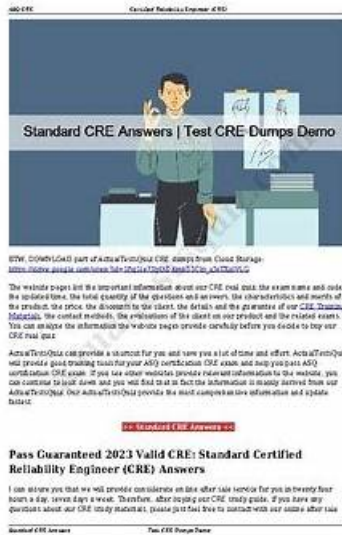 ASQ CRE Certified Reliability Engineer (CRE)
Standard CRE Answers | Test CRE Dumps Demo
BTW, DOWNLOAD part of ActualTestsQuiz CRE dumps from Cloud Storage:
The website pages list the important information about our CRE real quiz, the exam name and code
the updated time, the total quantity of the questions and answers, the characteristics and merits of
the product, the price, the discounts to the client, the details and the guarantee of our CRE Training
Materials, the contact methods, the evaluations of the client on our product and the related exams.
You can analyze the information the website pages provide carefully before you decide to buy our
CRE real quiz
ActualTestsQuiz can provide a shortcut for you and save you a lot of time and effort. ActualTestsQu
will provide good training tools for your ASQ certification CRE exam and help you pass ASQ
certification CRE exam. If you see other websites provide relevant information to the website, you
can continue to look down and you will find that in fact the information is mainly derived from our
ActualTestsQuiz. Our ActualTestsQuiz provide the most comprehensive information and update
fastest.
>> Standard CRE Answers <<
Pass Guaranteed 2023 Valid CRE: Standard Certified
Reliability Engineer (CRE) Answers
I can assure you that we will provide considerate on line after sale service for you in twenty four
hours a day, seven days a week. Therefore, after buying our CRE study guide, if you have any
questions about our CRE study materials, please just feel free to contact with our online after sale
Standard CRE Answers Test CRE Dumps Demo